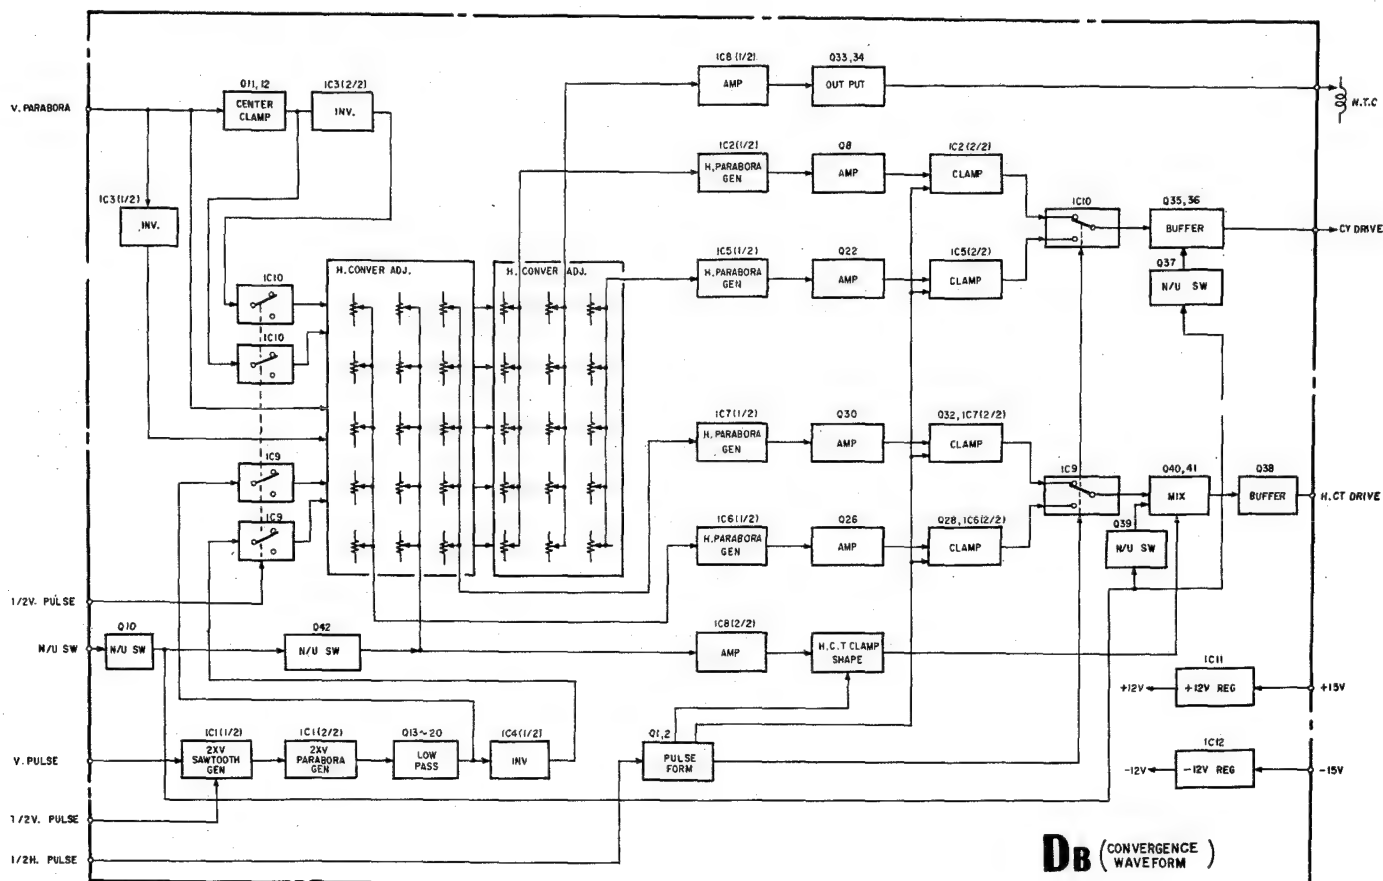 IC8(1/2)
Q33,34
AMP
OUT PUT
H.T.C
Q11,12
IC3(2/2)
V. PARABORA
CENTER
CLAMP
INV.
IC2(1/2)
Q8
IC2(2/2)
H. PARABORA
GEN
AMP
CLAMP
IC3(1/2)
INV.
IC10
Q35,36
BUFFER
CY DRIVE
IC5(1/2)
Q22
IC5(2/2)
H. PARABORA
GEN
AMP
CLAMP
Q37
N/U SW
H. CONVER ADJ.
H. CONVER ADJ.
IC10
IC10
IC7(1/2)
Q30
Q32, IC7(2/2)
H. PARABORA
GEN
AMP
CLAMP
IC9
IC9
IC9
Q40,41
Q38
MIX
BUFFER
H.CT DRIVE
IC6(1/2)
Q26
Q28, IC6(2/2)
H. PARABORA
GEN
AMP
CLAMP
Q39
N/U SW
1/2V. PULSE
N/U SW
Q10
N/U SW
Q42
N/U SW
IC8(2/2)
AMP
H.C.T CLAMP
SHAPE
IC11
+12V
+12V REG
+15V
IC1(1/2)
IC1(2/2)
Q13~20
IC4(1/2)
Q1,2
V. PULSE
2XV
SAWTOOTH
GEN
2XV
PARABORA
GEN
LOW
PASS
INV
PULSE
FORM
IC12
-12V
-12V REG
-15V
1/2V. PULSE
1/2H. PULSE
DB (CONVERGENCE
WAVEFORM)